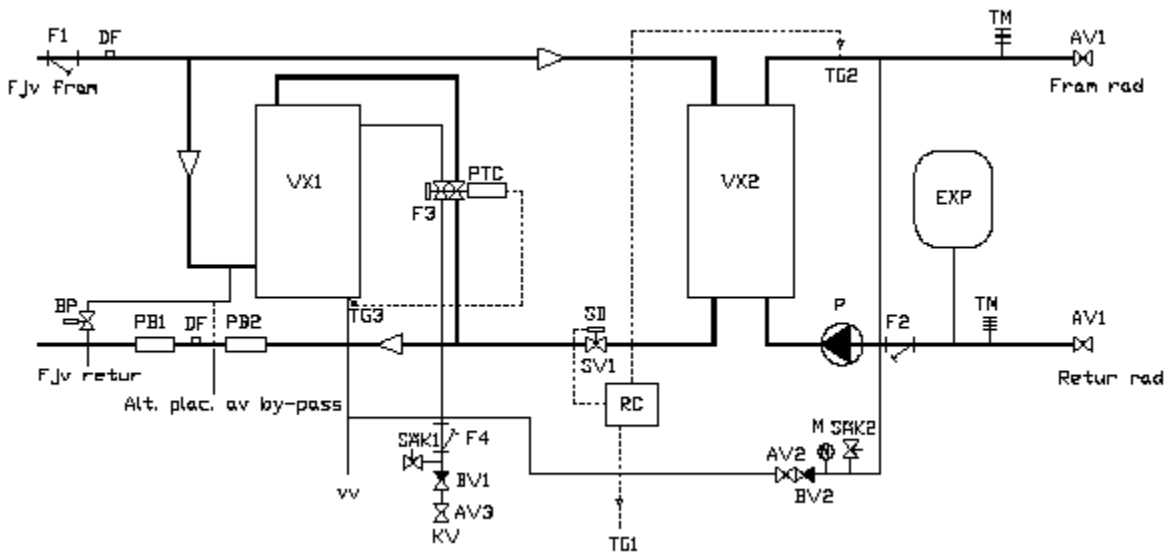 F1
DF
TM
AV1
Fjv fram
TG2
Fram rad
VX1
PTC
VX2
F3
EXP
BP
PB1
DF
PB2
TG3
SD
P
F2
TM
AV1
SV1
Fjv retur
RC
Retur rad
Alt. plac. av by-pass
SÄK1
F4
M
SÄK2
N
AV2
VV
BV1
BV2
AV3
KV
TG1